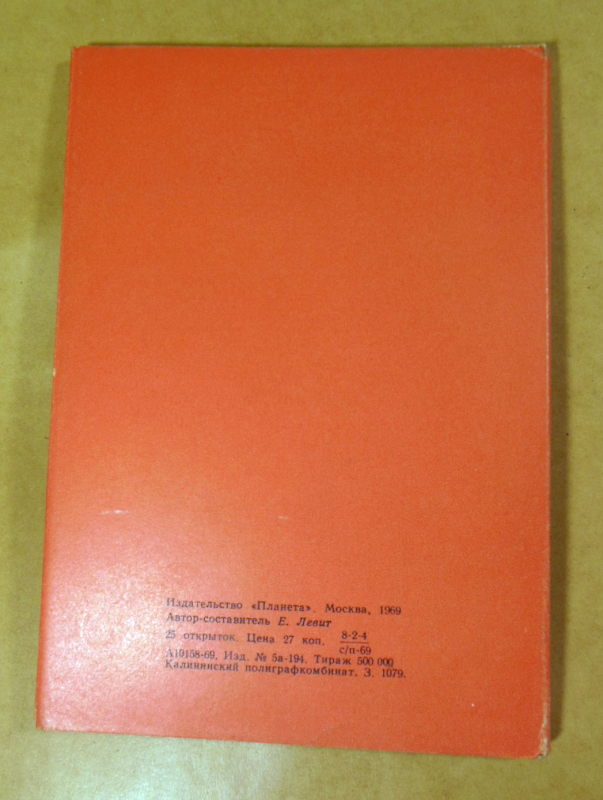 Издательство «Планета». Москва, 1969
Автор-составитель Е. Левит
25 открыток. Цена 27 коп. 8-2-4
с/п-69
А10158-69. Изд. № 5а-194. Тираж 500 000
Калининский полиграфкомбинат. З. 1079.